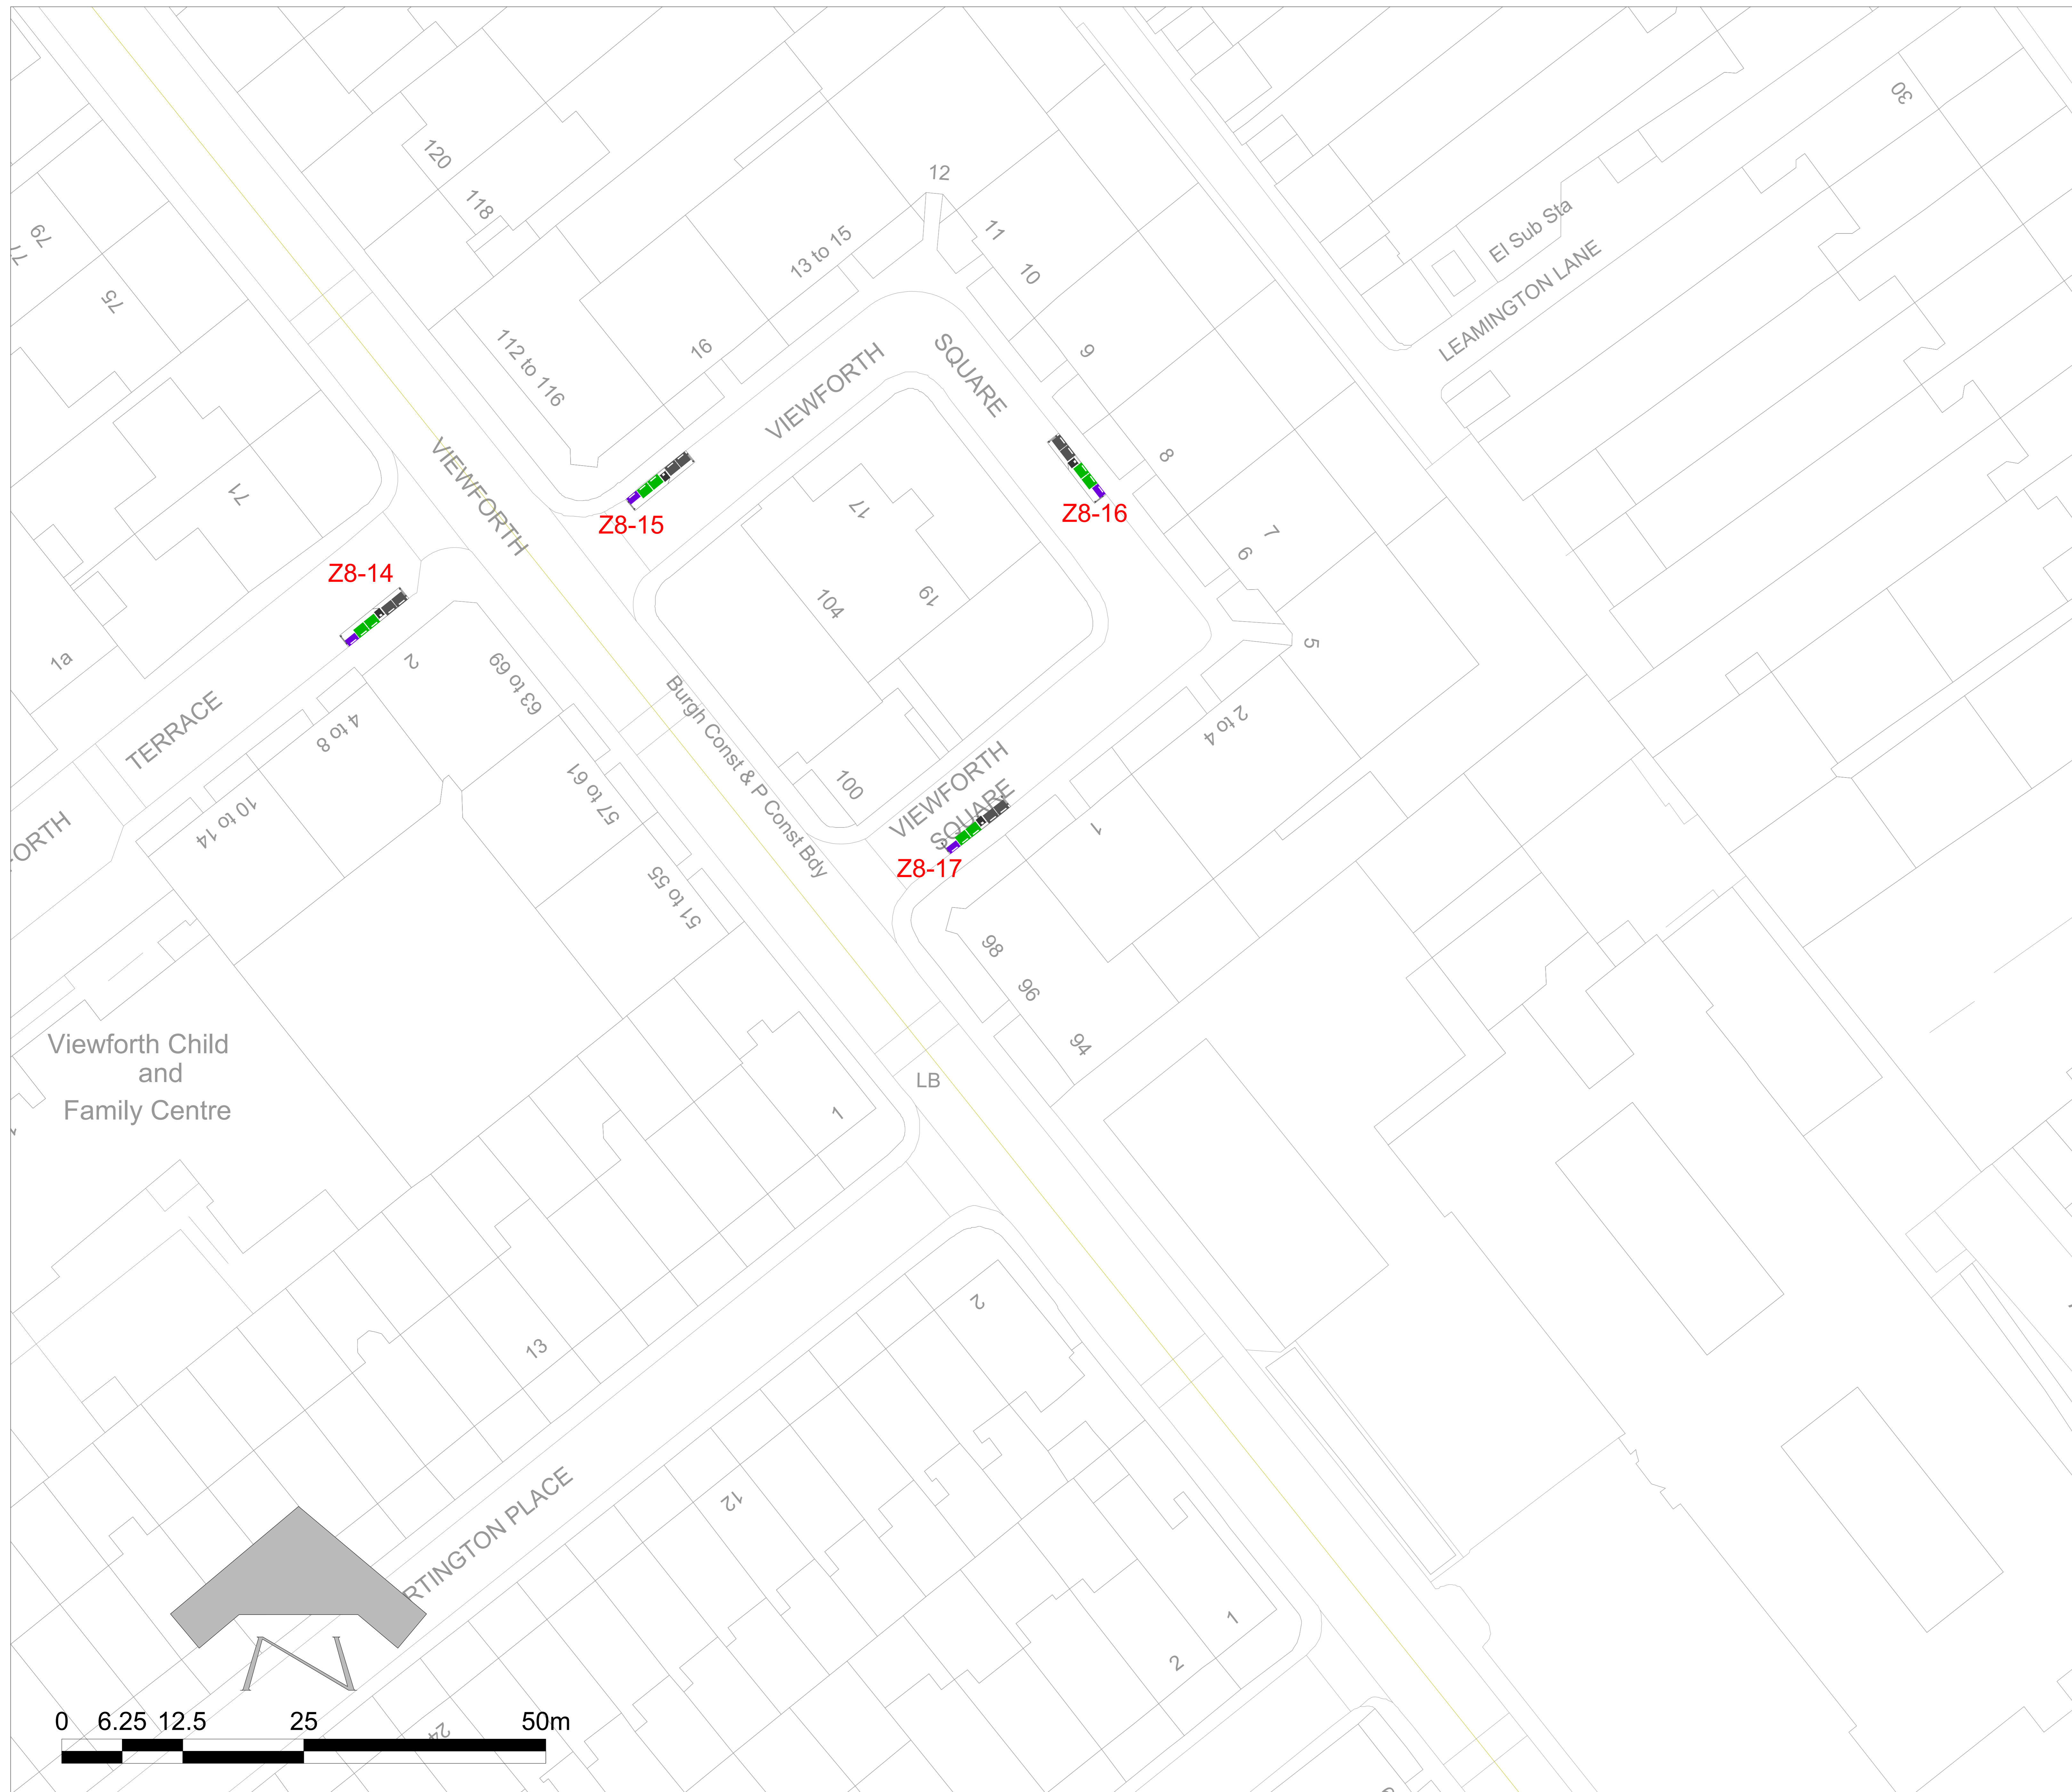 30
120
12
118
79
77
11
El Sub Sta
13 to 15
10
75
LEAMINGTON LANE
112 to 116
16
9
VIEWFORTH
SQUARE
8
VIEWFORTH
71
17
Z8-15
Z8-16
7
6
Z8-14
104
19
5
1a
2
63 to 69
TERRACE
4 to 8
2 to 4
Burgh Const & P Const Bdy
VIEWFORTH
SQUARE
100
57 to 61
10 to 14
1
Z8-17
51 to 55
98
96
94
Viewforth Child
and
Family Centre
LB
1
2
13
12
RTINGTON PLACE
1
2
N
24
0 6.25 12.5 25 50m